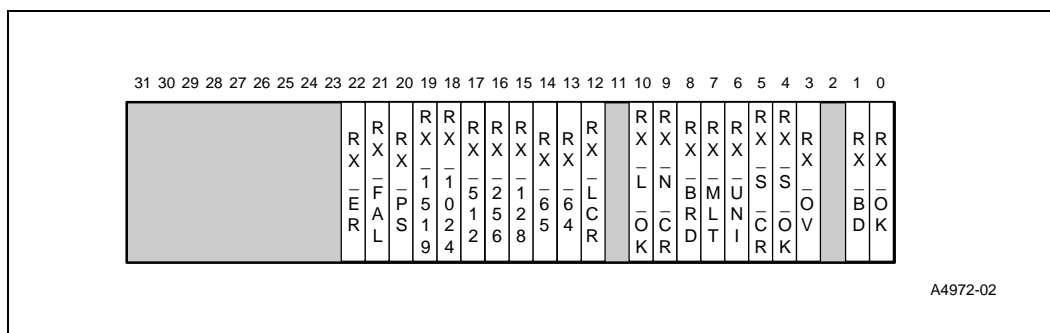 31 30 29 28 27 26 25 24 23 22 21 20 19 18 17 16 15 14 13 12 11 10 9 8 7 6 5 4 3 2 1 0
RX_ER
RX_FAL
RX_PS
RX_1519
RX_1024
RX_512
RX_256
RX_128
RX_65
RX_64
RX_LCR
RX_L_OK
RX_N_CR
RX_BRD
RX_MLT
RX_UNI
RX_S_CR
RX_S_OK
RX_OV
RX_BD
RX_OK
A4972-02